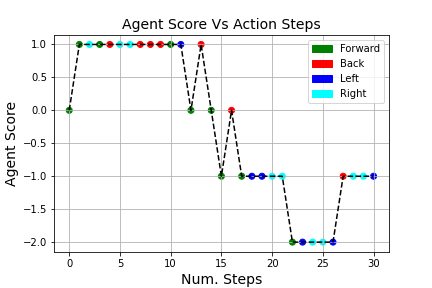 Agent Score Vs Action Steps
Forward
Back
Left
Right
Agent Score
1.0
0.5
0.0
−0.5
−1.0
−1.5
−2.0
0 5 10 15 20 25 30
Num. Steps